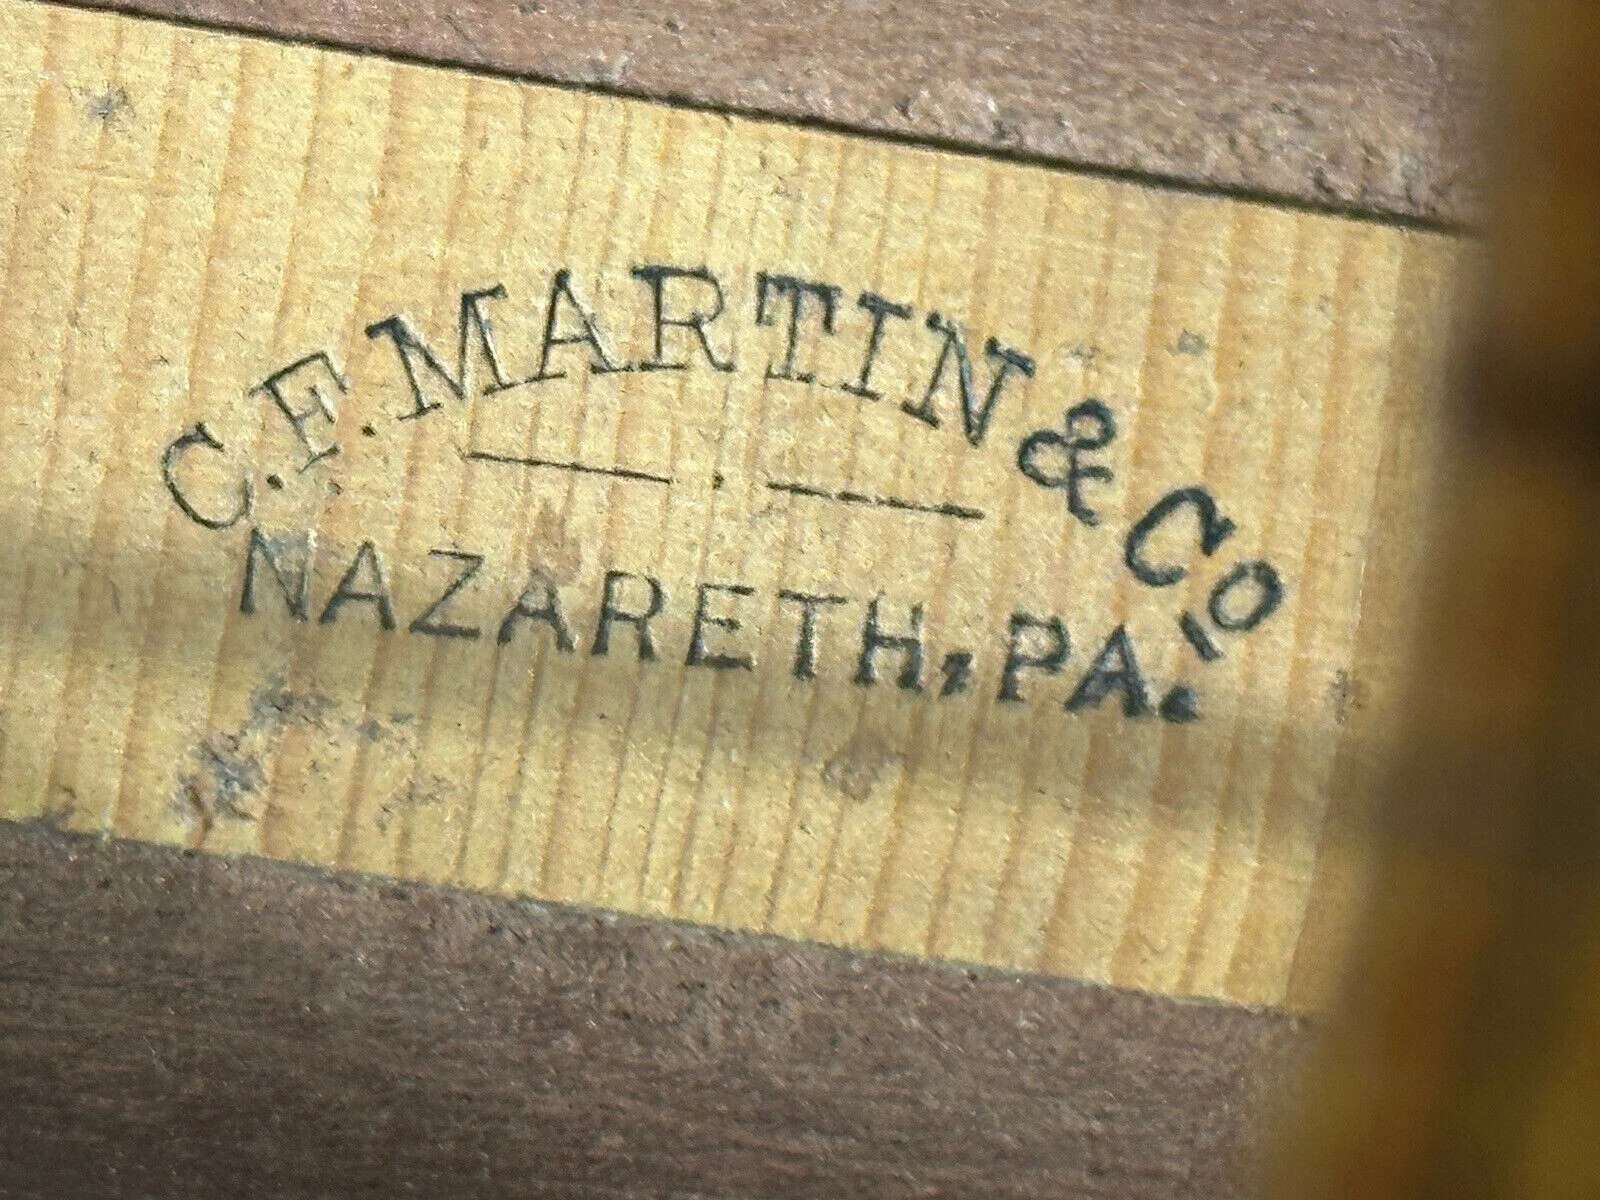 C.F. MARTIN & Co
NAZARETH, PA.